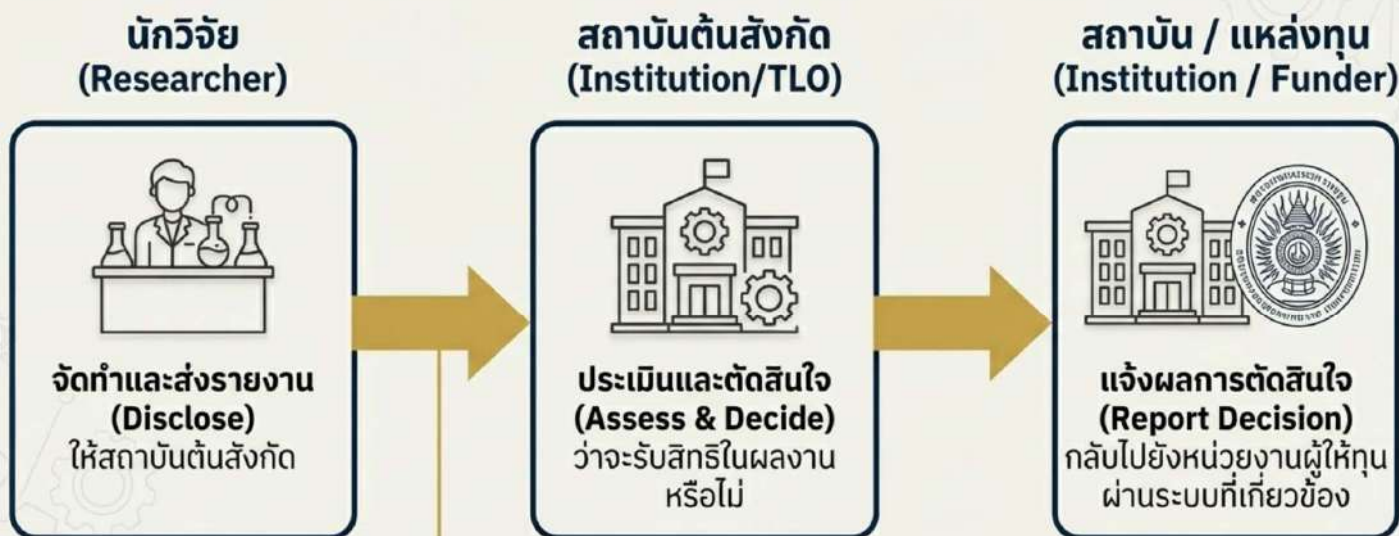 นักวิจัย
(Researcher)
จัดทำและส่งรายงาน
(Disclose)
ให้สถาบันต้นสังกัด
สถาบันต้นสังกัด
(Institution/TLO)
ประเมินและตัดสินใจ
(Assess & Decide)
ว่าจะรับสิทธิในผลงาน
หรือไม่
สถาบัน / แหล่งทุน
(Institution / Funder)
แจ้งผลการตัดสินใจ
(Report Decision)
กลับไปยังหน่วยงานผู้ให้ทุน
ผ่านระบบที่เกี่ยวข้อง